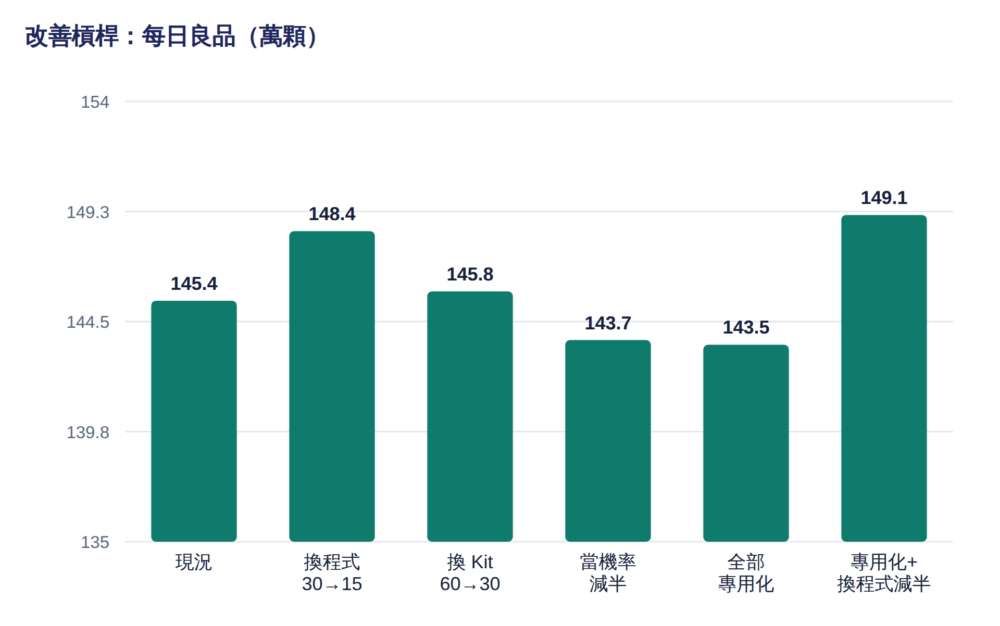 改善槓桿：每日良品（萬顆）
154
149.3
144.5
139.8
135
145.4
148.4
145.8
143.7
143.5
149.1
現況
換程式
30→15
換 Kit
60→30
當機率
減半
全部
專用化
專用化+
換程式減半